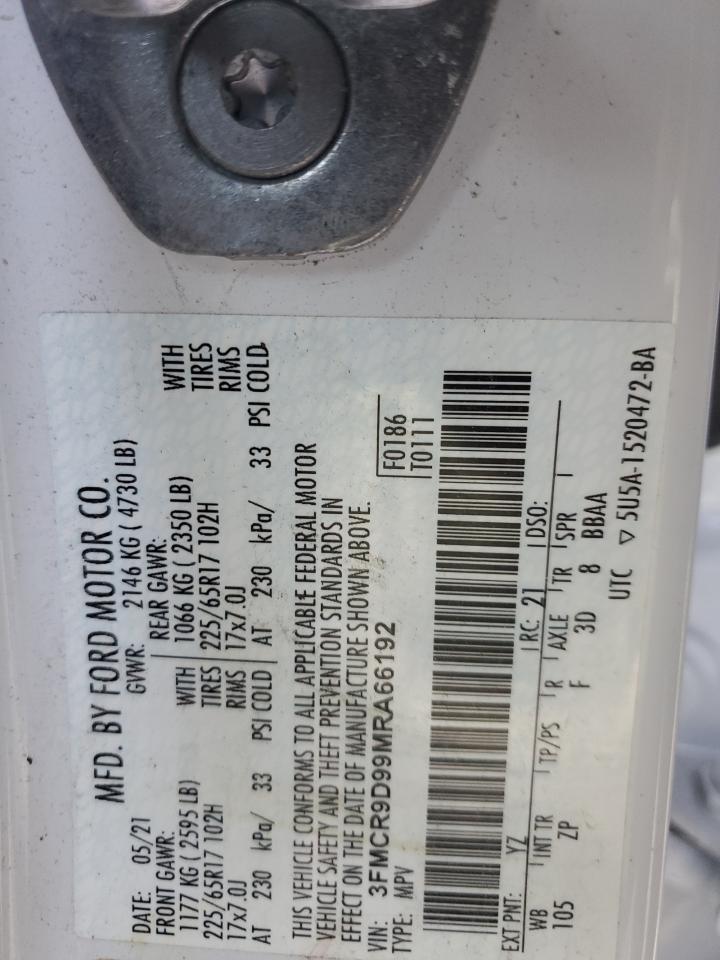 MFD. BY FORD MOTOR CO.
DATE: 05/21 GVWR: 2146 KG ( 4730 LB)
FRONT GAWR: REAR GAWR:
1177 KG ( 2595 LB) WITH 1066 KG ( 2350 LB) WITH
225/65R17 102H TIRES 225/65R17 102H TIRES
17x7.0J RIMS 17x7.0J RIMS
AT 230 kPa/ 33 PSI COLD AT 230 kPa/ 33 PSI COLD
THIS VEHICLE CONFORMS TO ALL APPLICABLE FEDERAL MOTOR
VEHICLE SAFETY AND THEFT PREVENTION STANDARDS IN
EFFECT ON THE DATE OF MANUFACTURE SHOWN ABOVE.
VIN: 3FMCR9D99MRA66192 F0186
TYPE: MPV T0111
EXT PNT: YZ RC: 21 DSO:
WB INT TR TP/PS R AXLE TR SPR
105 ZP F 3D 8 BBAA
UTC ▽ 5U5A-1520472-BA